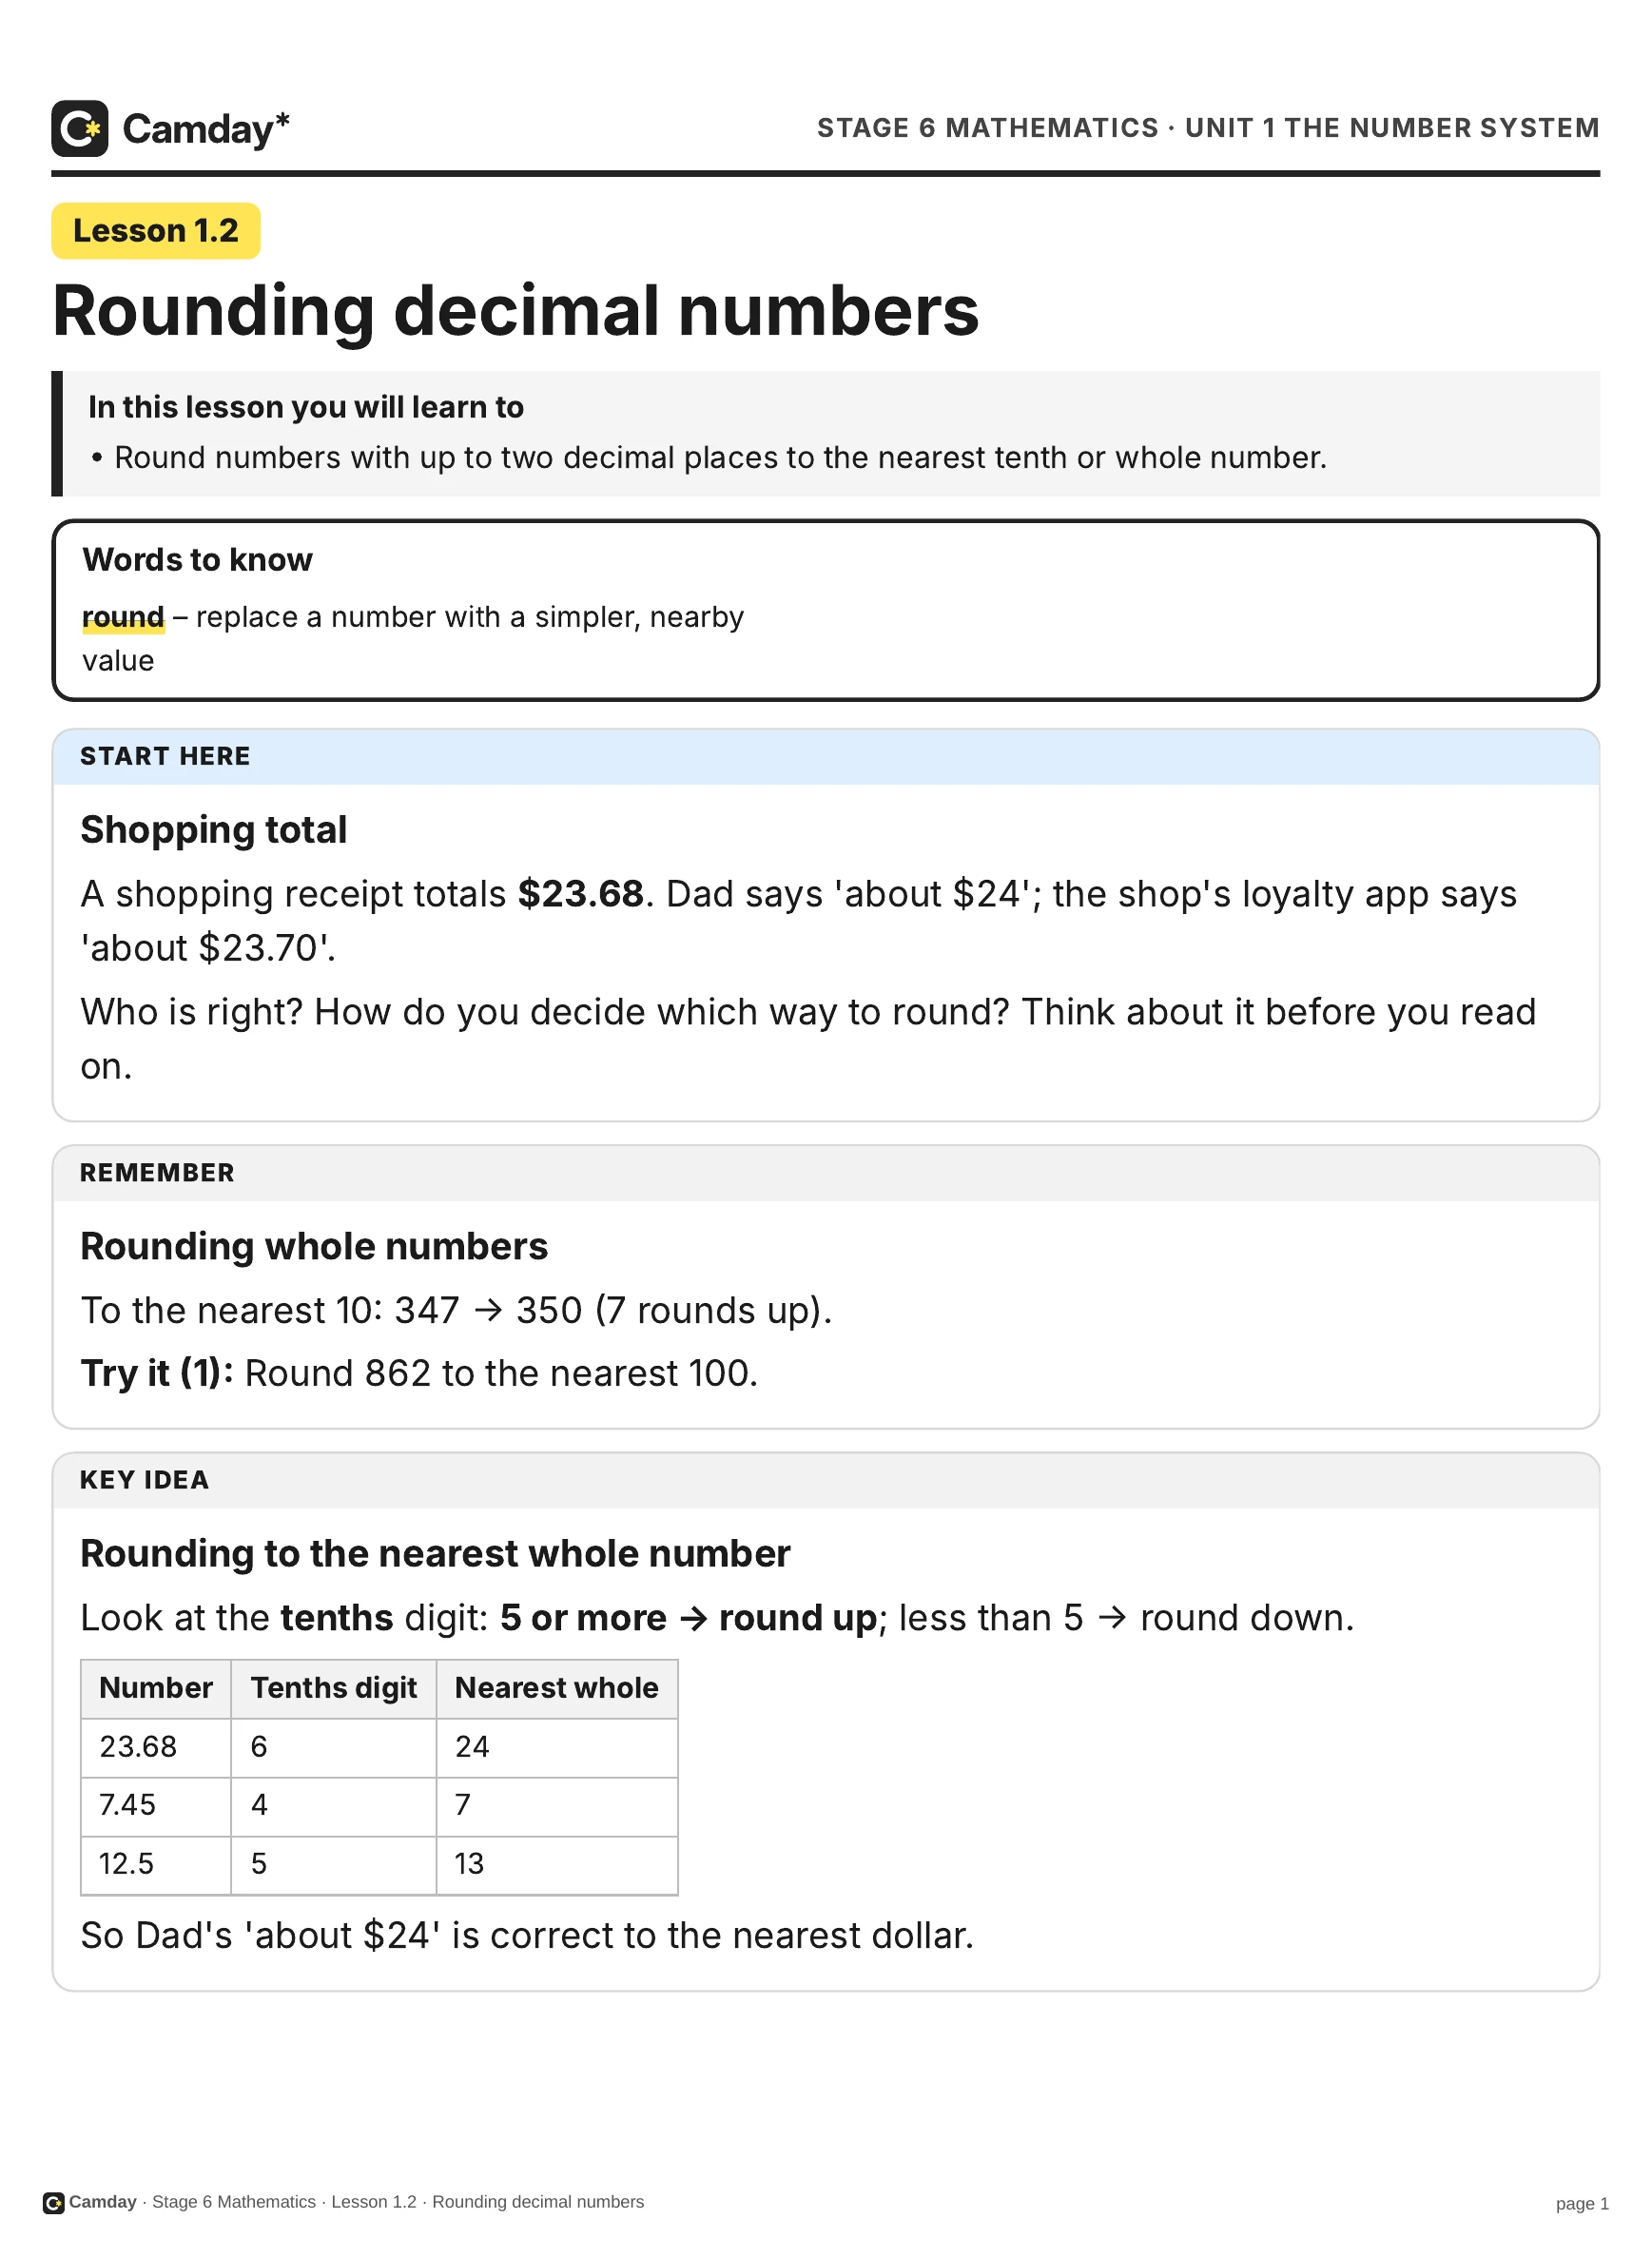 Camday*
STAGE 6 MATHEMATICS · UNIT 1 THE NUMBER SYSTEM
Lesson 1.2
Rounding decimal numbers
In this lesson you will learn to
• Round numbers with up to two decimal places to the nearest tenth or whole number.
Words to know
round – replace a number with a simpler, nearby
value
START HERE
Shopping total
A shopping receipt totals $23.68. Dad says 'about $24'; the shop's loyalty app says
'about $23.70'.
Who is right? How do you decide which way to round? Think about it before you read
on.
REMEMBER
Rounding whole numbers
To the nearest 10: 347 → 350 (7 rounds up).
Try it (1): Round 862 to the nearest 100.
KEY IDEA
Rounding to the nearest whole number
Look at the tenths digit: 5 or more → round up; less than 5 → round down.
Number Tenths digit Nearest whole
23.68 6 24
7.45 4 7
12.5 5 13
So Dad's 'about $24' is correct to the nearest dollar.
Camday · Stage 6 Mathematics · Lesson 1.2 · Rounding decimal numbers
page 1